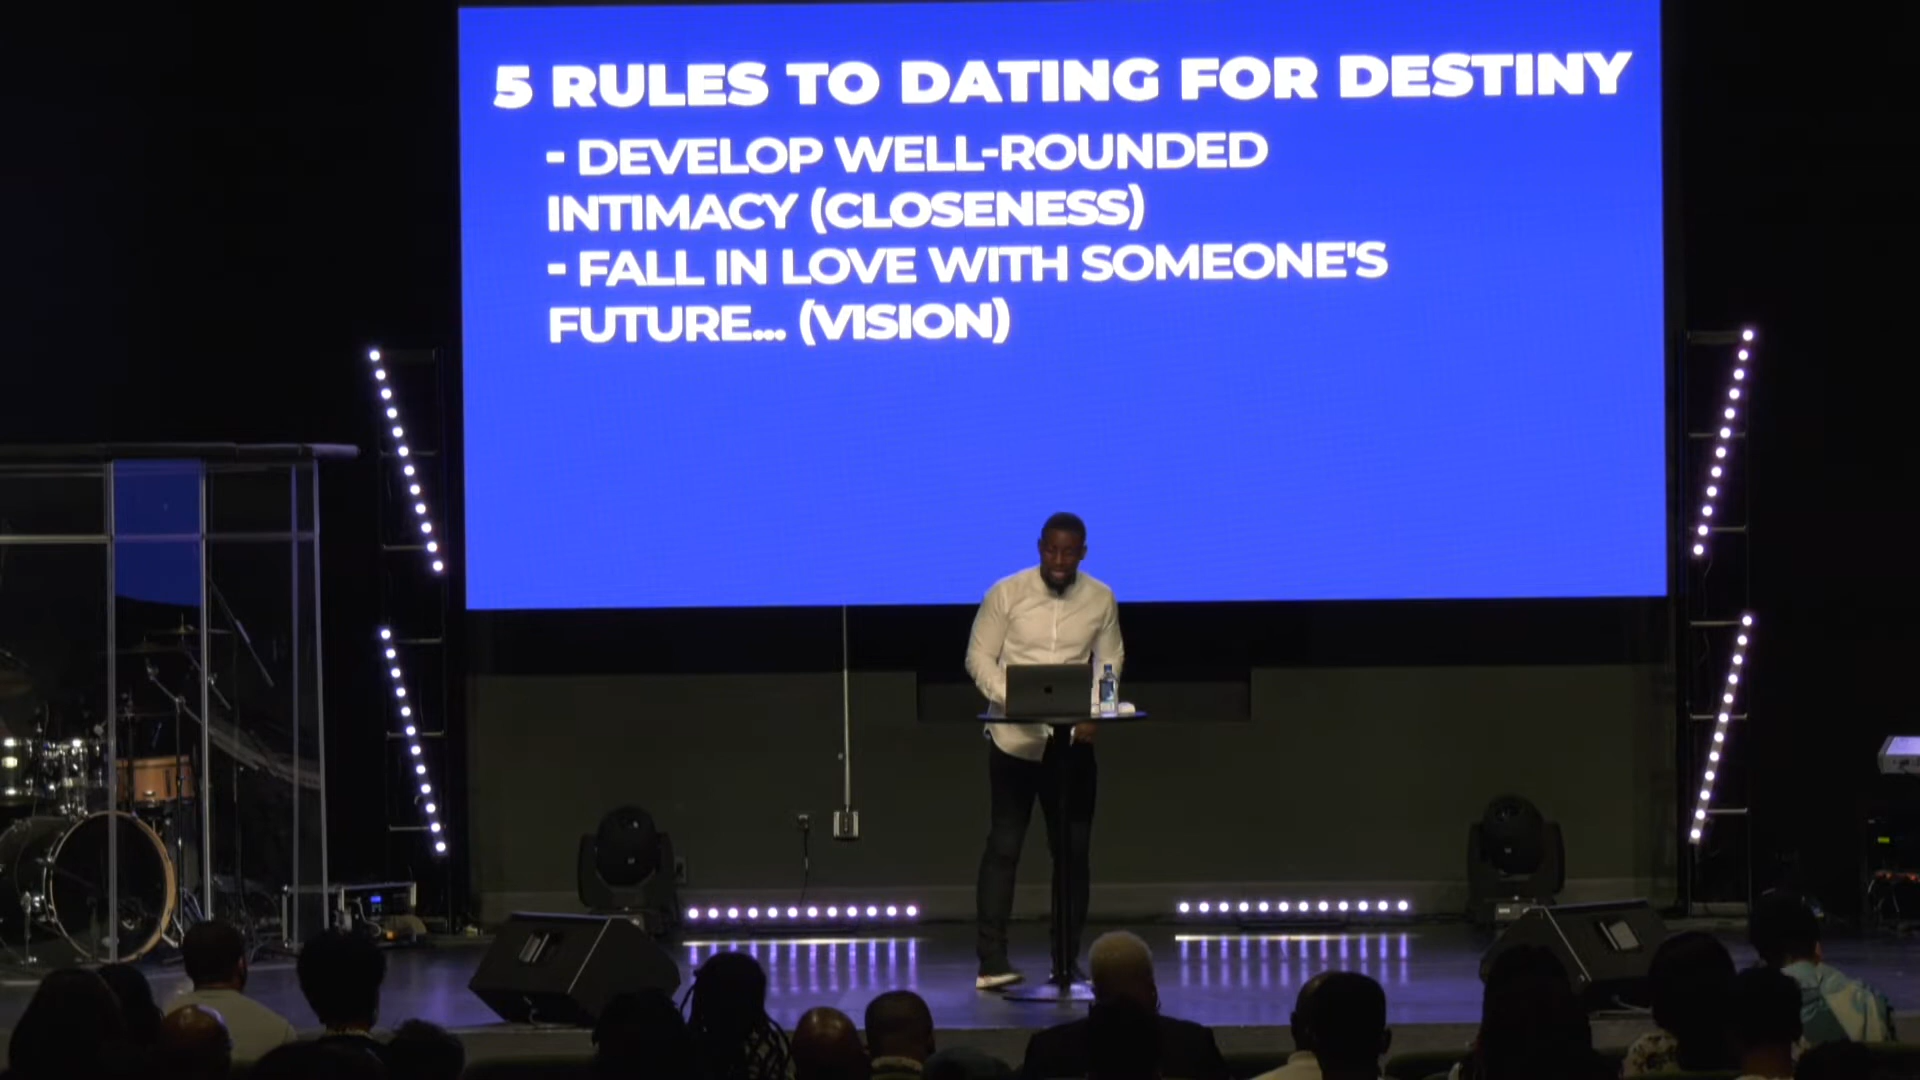 5 RULES TO DATING FOR DESTINY
- DEVELOP WELL-ROUNDED
INTIMACY (CLOSENESS)
- FALL IN LOVE WITH SOMEONE'S
FUTURE... (VISION)